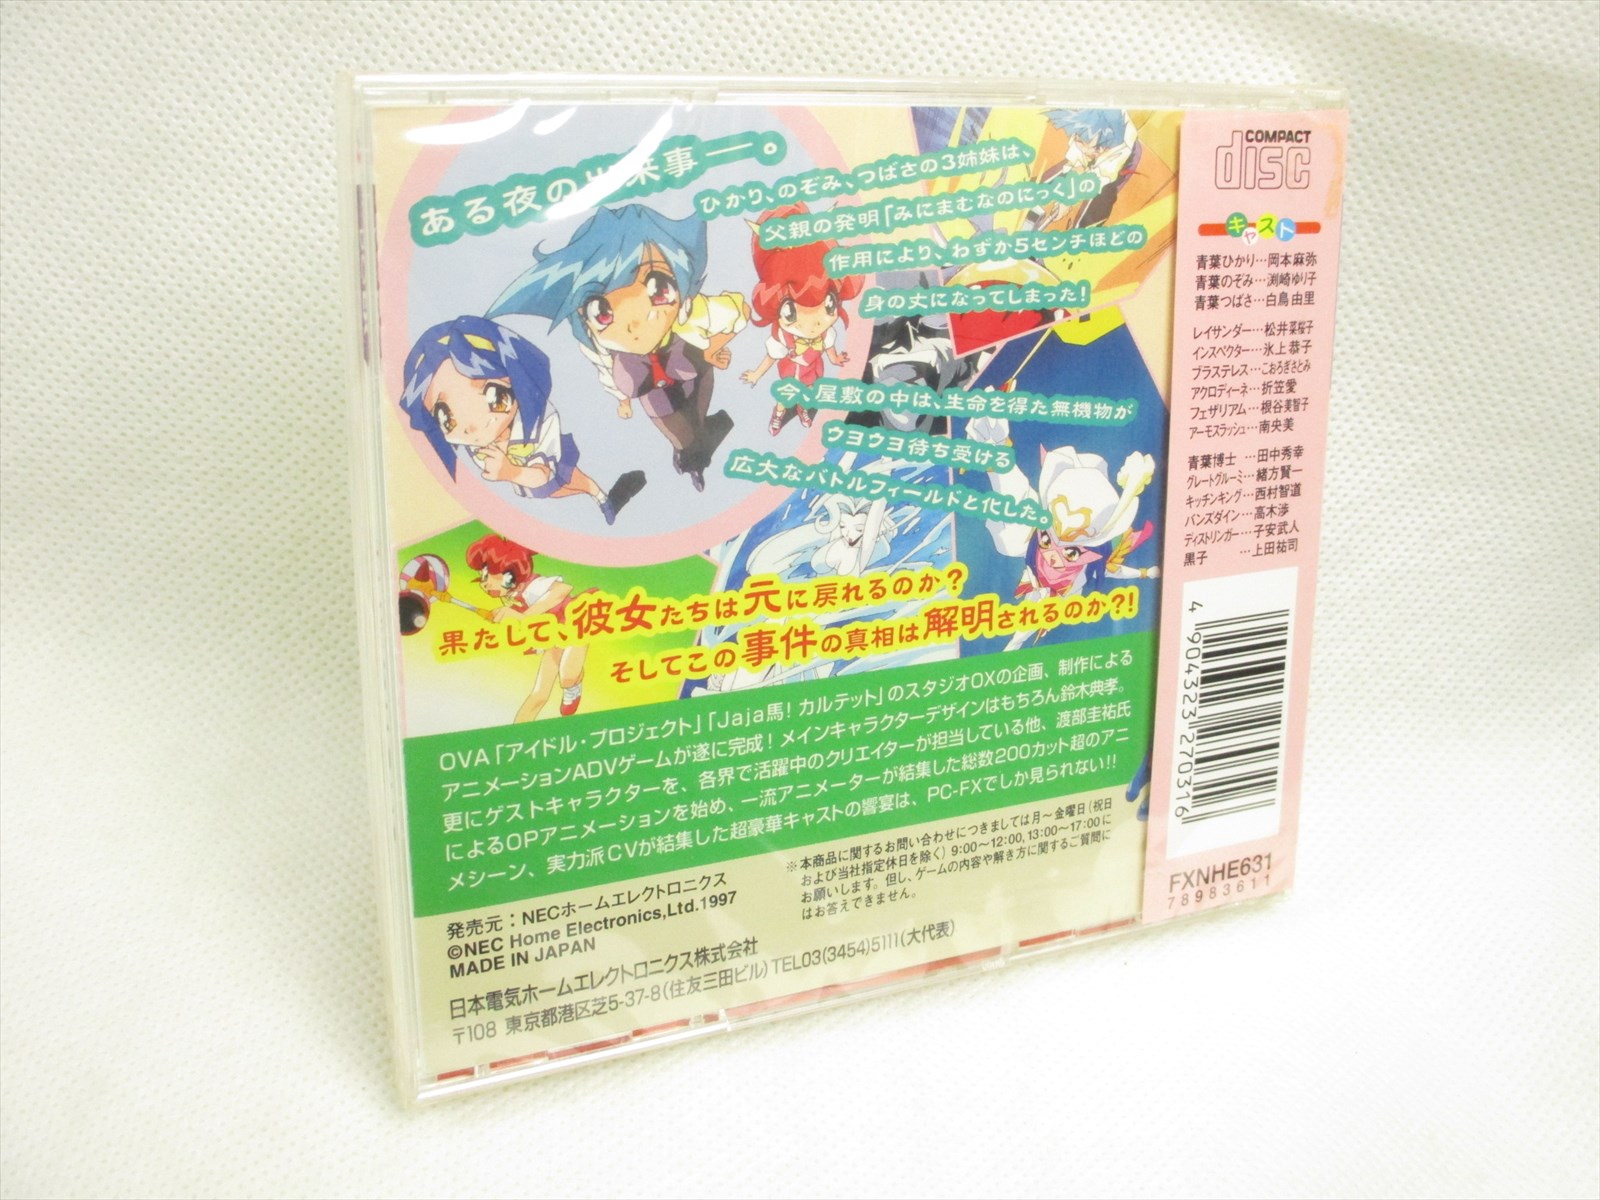 ある夜の出来事―。
ひかり、のぞみ、つばさの3姉妹は、
父親の発明「みにまむなのにっく」の
作用により、わずか5センチほどの
身の丈になってしまった!
今、屋敷の中は、生命を得た無機物が
ウヨウヨ待ち受ける
広大なバトルフィールドと化した。
果たして、彼女たちは元に戻れるのか?
そしてこの事件の真相は解明されるのか?!
OVA「アイドル・プロジェクト」「Jaja馬! カルテット」のスタジオOXの企画、制作による
アニメーションADVゲームが遂に完成! メインキャラクターデザインはもちろん鈴木典孝。
更にゲストキャラクターを、各界で活躍中のクリエイターが担当している他、渡部圭祐氏
によるOPアニメーションを始め、一流アニメーターが結集した総数200カット超のアニ
メシーン、実力派CVが結集した超豪華キャストの響宴は、PC-FXでしか見られない!!
※本商品に関するお問い合わせにつきましては月～金曜日(祝日
および当社指定休日を除く) 9:00～12:00, 13:00～17:00に
お願いします。但し、ゲームの内容や解き方に関するご質問に
はお答えできません。
発売元:NECホームエレクトロニクス
©NEC Home Electronics,Ltd.1997
MADE IN JAPAN
日本電気ホームエレクトロニクス株式会社
〒108 東京都港区芝5-37-8(住友三田ビル)TEL03(3454)5111(大代表)
COMPACT
disc
キャスト
青葉ひかり…岡本麻弥
青葉のぞみ…渕崎ゆり子
青葉つばさ…白鳥由里
レイサンダー…松井菜桜子
インスペクター…氷上恭子
ブラステレス…こおろぎさとみ
アクロディーネ…折笠愛
フェザリアム…根谷美智子
アーモスラッシュ…南央美
青葉博士…田中秀幸
グレートグルーミ…緒方賢一
キッチンキング…西村智道
バンズダイン…高木渉
ディストリンガー…子安武人
黒子…上田祐司
4 904323 270316
FXNHE631
78983611